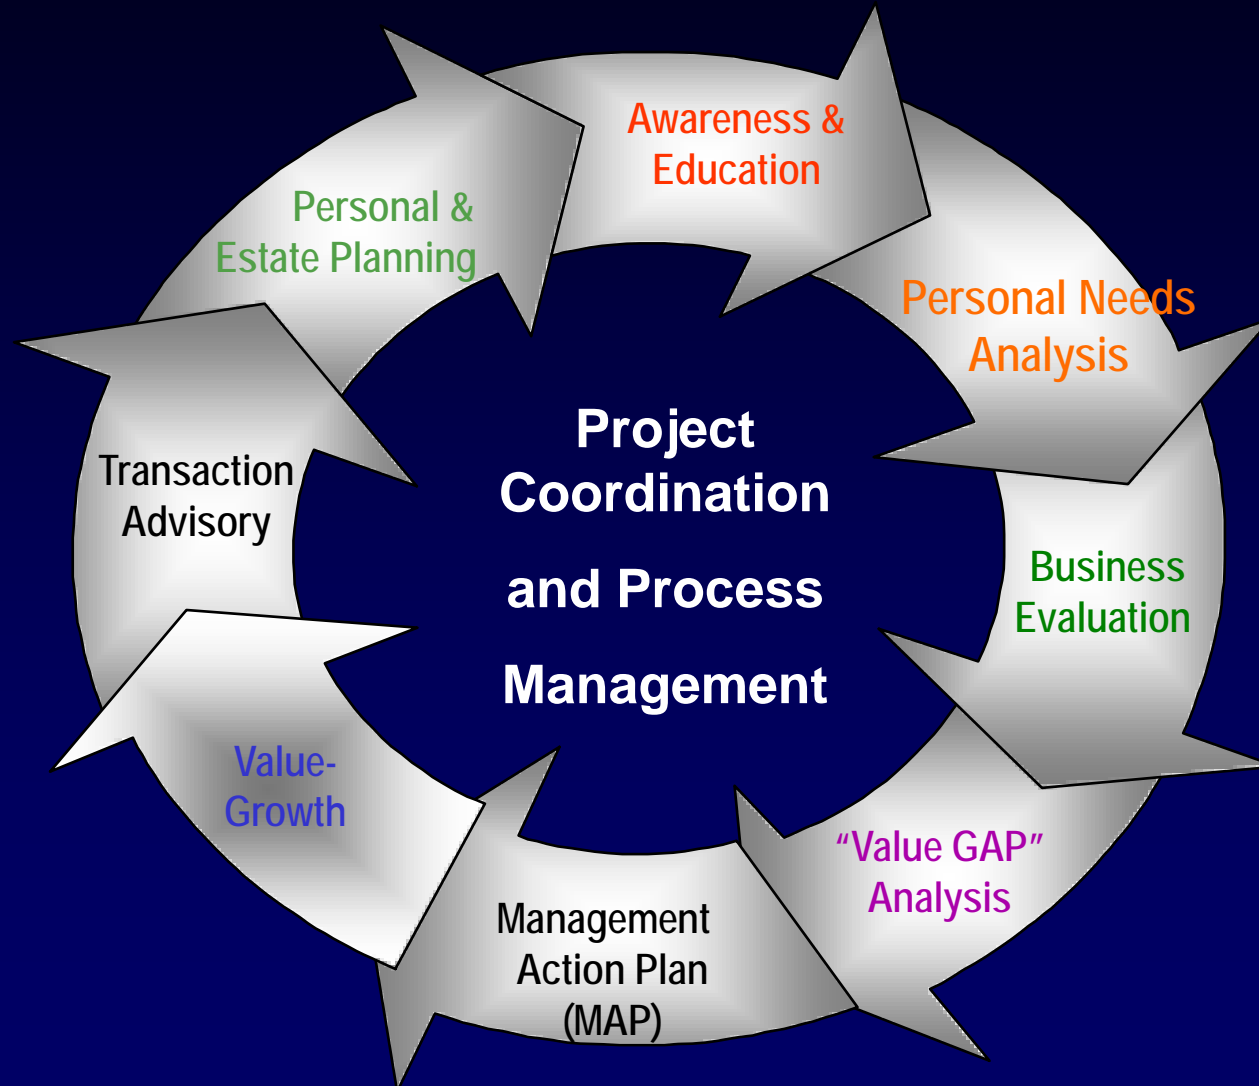 Awareness &
Education
Personal Needs
Analysis
Business
Evaluation
“Value GAP”
Analysis
Management
Action Plan
(MAP)
Value-
Growth
Transaction
Advisory
Personal &
Estate Planning
Project
Coordination
and Process
Management